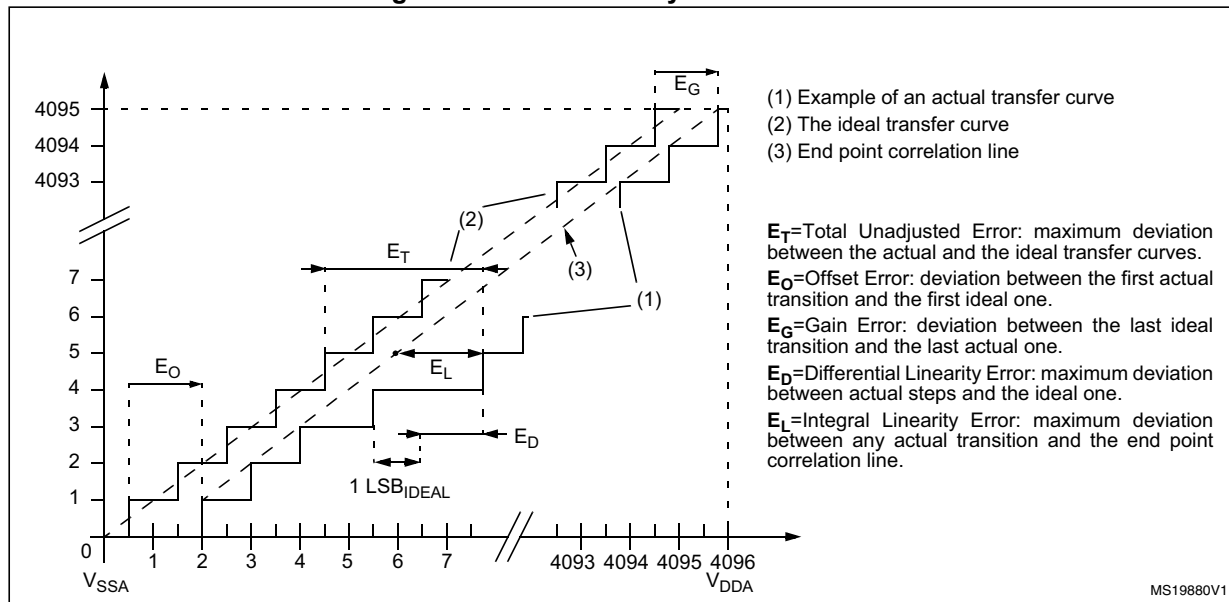 E_G
4095
4094
4093
(2)
E_T
(3)
7
(1)
6
5
E_L
E_O
4
3
E_D
2
1 LSB_IDEAL
1
0
1 2 3 4 5 6 7 4093 4094 4095 4096
V_SSA
V_DDA
(1) Example of an actual transfer curve
(2) The ideal transfer curve
(3) End point correlation line
(1)
E_T=Total Unadjusted Error: maximum deviation
between the actual and the ideal transfer curves.
E_O=Offset Error: deviation between the first actual
transition and the first ideal one.
E_G=Gain Error: deviation between the last ideal
transition and the last actual one.
E_D=Differential Linearity Error: maximum deviation
between actual steps and the ideal one.
E_L=Integral Linearity Error: maximum deviation
between any actual transition and the end point
correlation line.
MS19880V1